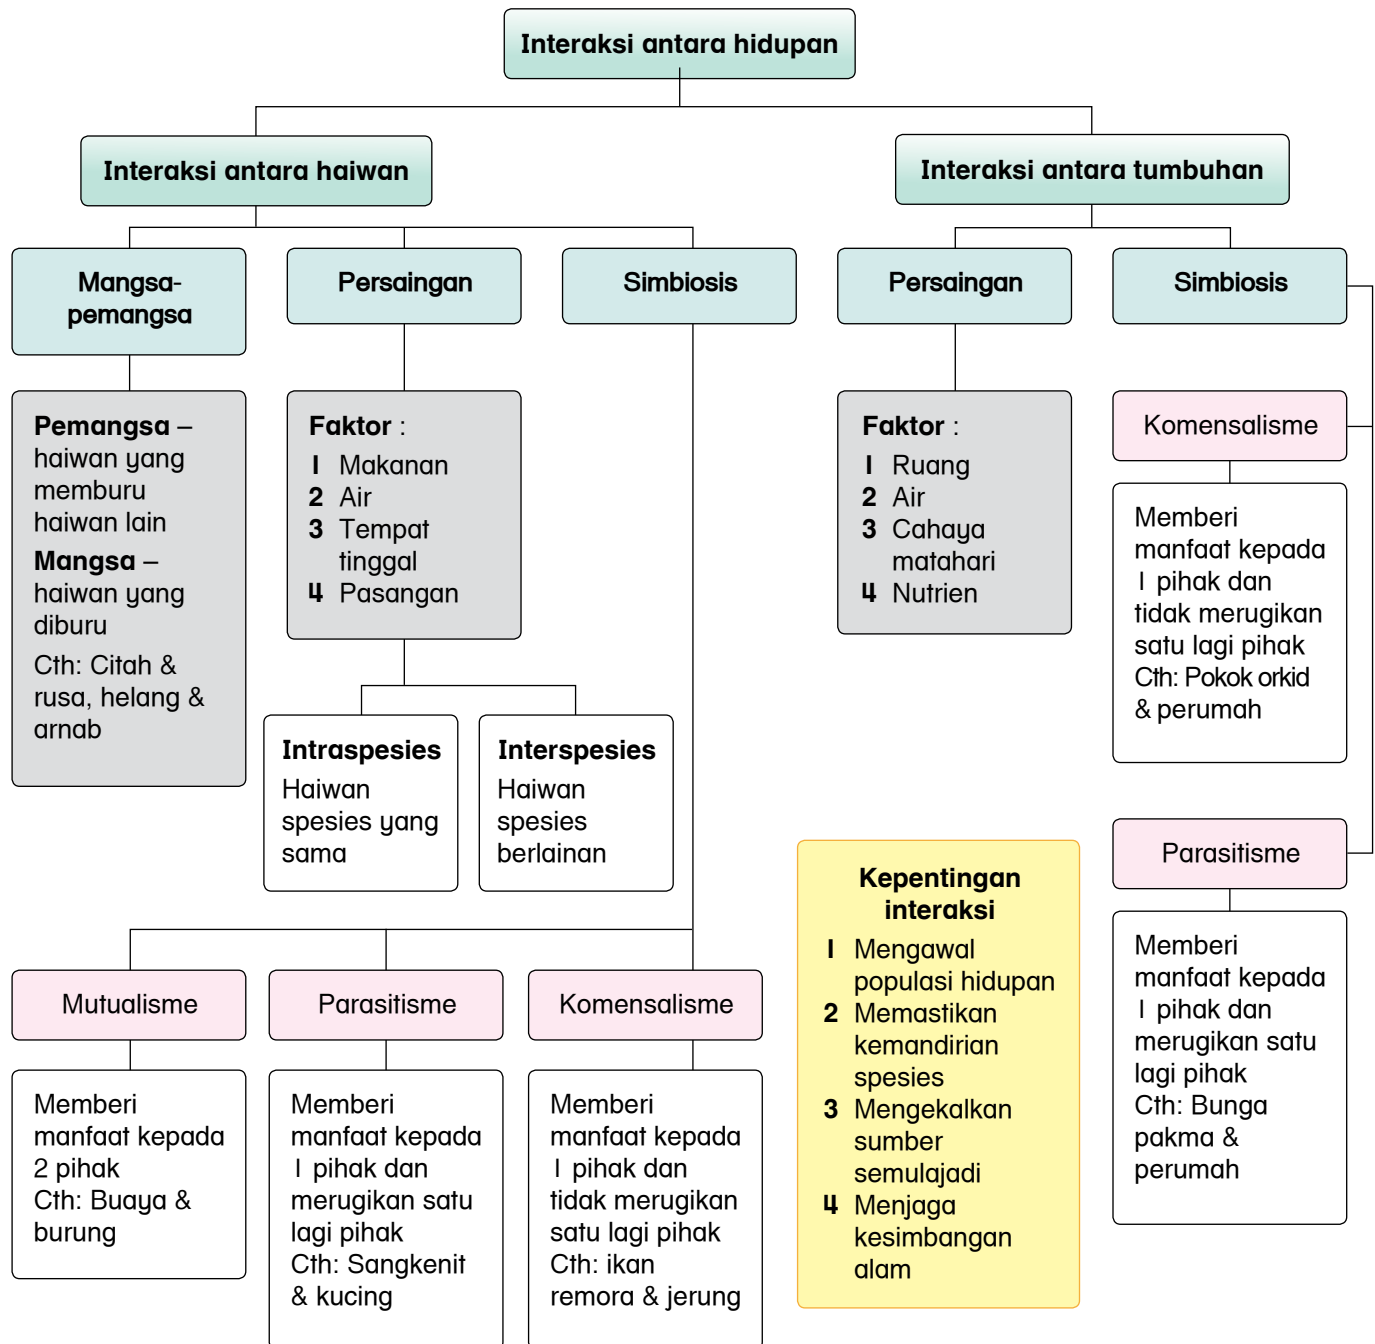 Interaksi antara hidupan
Interaksi antara haiwan
Interaksi antara tumbuhan
Mangsa-
pemangsa
Persaingan
Simbiosis
Persaingan
Simbiosis
Pemangsa –
haiwan yang
memburu
haiwan lain
Mangsa –
haiwan yang
diburu
Cth: Citah &
rusa, helang &
arnab
Faktor :
1 Makanan
2 Air
3 Tempat
tinggal
4 Pasangan
Intraspesies
Haiwan
spesies yang
sama
Interspesies
Haiwan
spesies
berlainan
Faktor :
1 Ruang
2 Air
3 Cahaya
matahari
4 Nutrien
Komensalisme
Memberi
manfaat kepada
1 pihak dan
tidak merugikan
satu lagi pihak
Cth: Pokok orkid
& perumah
Parasitisme
Memberi
manfaat kepada
1 pihak dan
merugikan satu
lagi pihak
Cth: Bunga
pakma &
perumah
Mutualisme
Memberi
manfaat kepada
2 pihak
Cth: Buaya &
burung
Parasitisme
Memberi
manfaat kepada
1 pihak dan
merugikan satu
lagi pihak
Cth: Sangkenit
& kucing
Komensalisme
Memberi
manfaat kepada
1 pihak dan
tidak merugikan
satu lagi pihak
Cth: ikan
remora & jerung
Kepentingan
interaksi
1 Mengawal
populasi hidupan
2 Memastikan
kemandirian
spesies
3 Mengekalkan
sumber
semulajadi
4 Menjaga
kesimbangan
alam